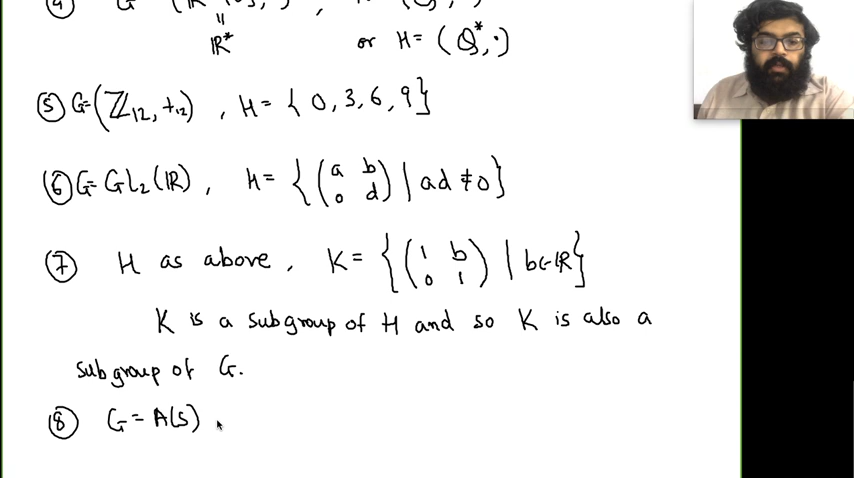 ④ G
ℝ*
or H = (ℚ*, ·)
⑤ G = (ℤ₁₂, +₁₂), H = { 0, 3, 6, 9 }
⑥ G = GL₂(ℝ), H = { ( a b ; 0 d ) | ad ≠ 0 }
⑦ H as above, K = { ( 1 b ; 0 1 ) | b ∈ ℝ }
K is a subgroup of H and so K is also a
subgroup of G.
⑧ G = A(S)